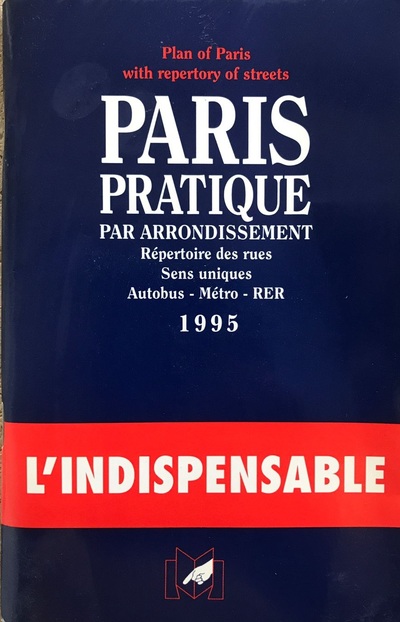 Plan of Paris
with repertory of streets
PARIS
PRATIQUE
PAR ARRONDISSEMENT
Répertoire des rues
Sens uniques
Autobus - Métro - RER
1995
L'INDISPENSABLE